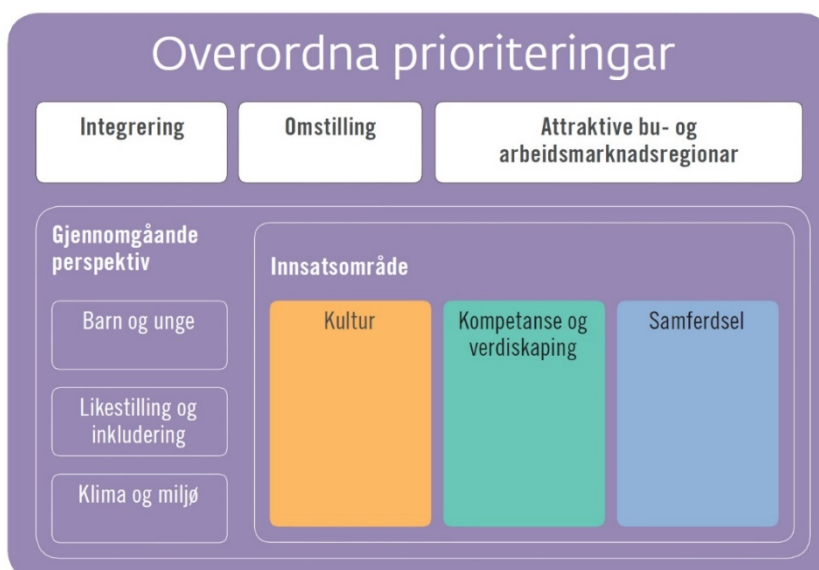 Overordna prioriteringar
Integrering
Omstilling
Attraktive bu- og
arbeidsmarknadsregionar
Gjennomgåande
perspektiv
Barn og unge
Likestilling og
inkludering
Klima og miljø
Innsatsområde
Kultur
Kompetanse og
verdiskaping
Samferdsel